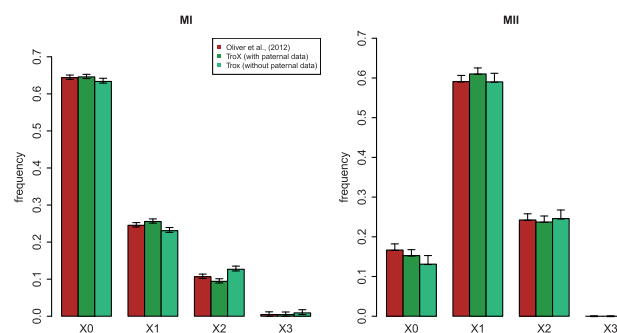 MI
MII
Oliver et al., (2012)
TroX (with paternal data)
Trox (without paternal data)
frequency
0.0
0.1
0.2
0.3
0.4
0.5
0.6
0.7
X0
X1
X2
X3
frequency
0.0
0.1
0.2
0.3
0.4
0.5
0.6
0.7
X0
X1
X2
X3